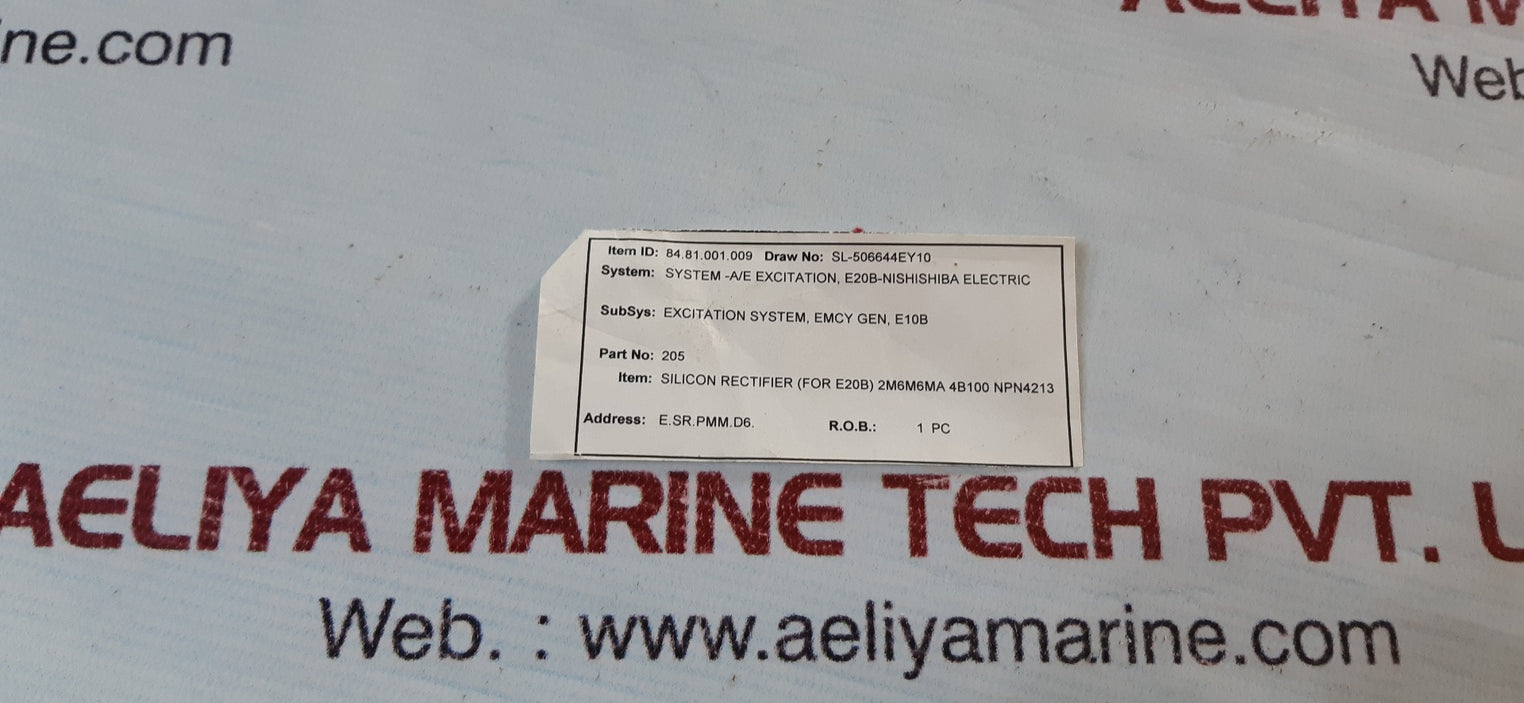 ne.com
AELIYA M
Web
Item ID: 84.81.001.009 Draw No: SL-506644EY10
System: SYSTEM -A/E EXCITATION, E20B-NISHISHIBA ELECTRIC
SubSys: EXCITATION SYSTEM, EMCY GEN, E10B
Part No: 205
Item: SILICON RECTIFIER (FOR E20B) 2M6M6MA 4B100 NPN4213
Address: E.SR.PMM.D6.
R.O.B.: 1 PC
AELIYA MARINE TECH PVT.
Web. : www.aeliyamarine.com